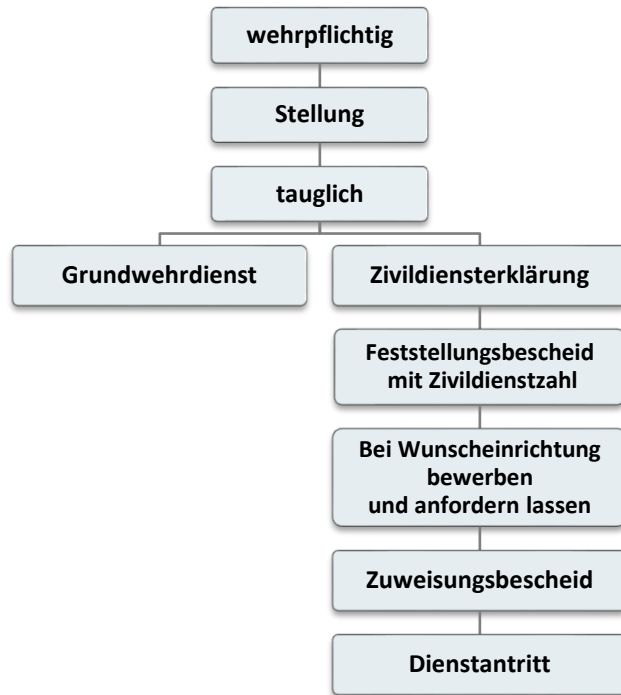 wehrpflichtig
Stellung
tauglich
Grundwehrdienst
Zivildiensterklärung
Feststellungsbescheid
mit Zivildienstzahl
Bei Wunscheinrichtung
bewerben
und anfordern lassen
Zuweisungsbescheid
Dienstantritt